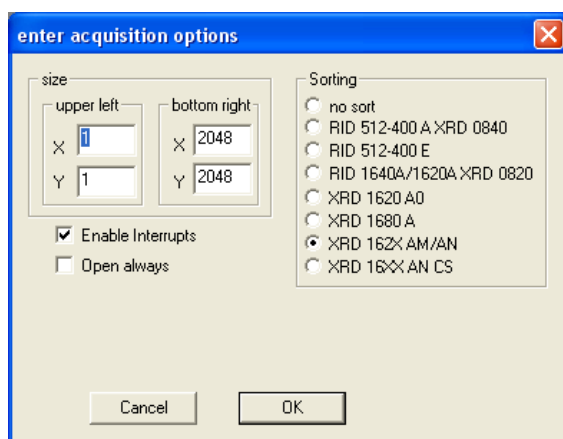 enter acquisition options
size
upper left
X 1
Y 1
bottom right
X 2048
Y 2048
Enable Interrupts
Open always
Sorting
no sort
RID 512-400 A XRD 0840
RID 512-400 E
RID 1640A/1620A XRD 0820
XRD 1620 A0
XRD 1680 A
XRD 162X AM/AN
XRD 16XX AN CS
Cancel
OK